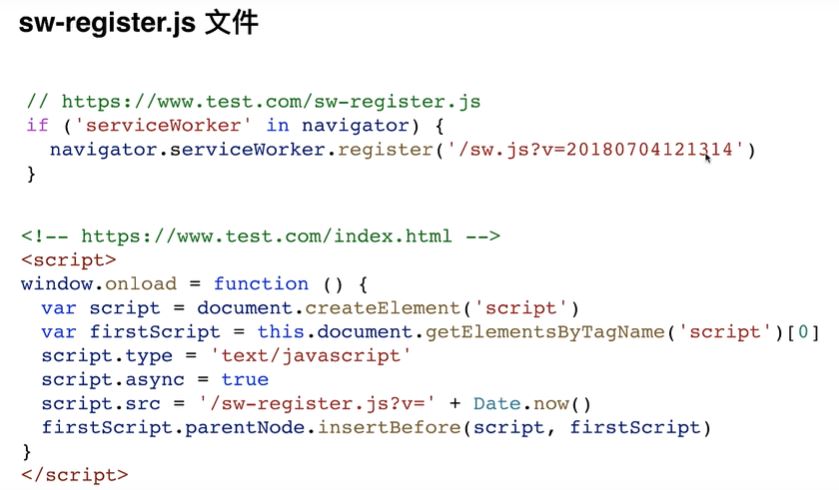 sw-register.js 文件
// https://www.test.com/sw-register.js
if ('serviceWorker' in navigator) {
navigator.serviceWorker.register('/sw.js?v=20180704121314')
}
<!-- https://www.test.com/index.html -->
<script>
window.onload = function () {
var script = document.createElement('script')
var firstScript = this.document.getElementsByTagName('script')[0]
script.type = 'text/javascript'
script.async = true
script.src = '/sw-register.js?v=' + Date.now()
firstScript.parentNode.insertBefore(script, firstScript)
}
</script>